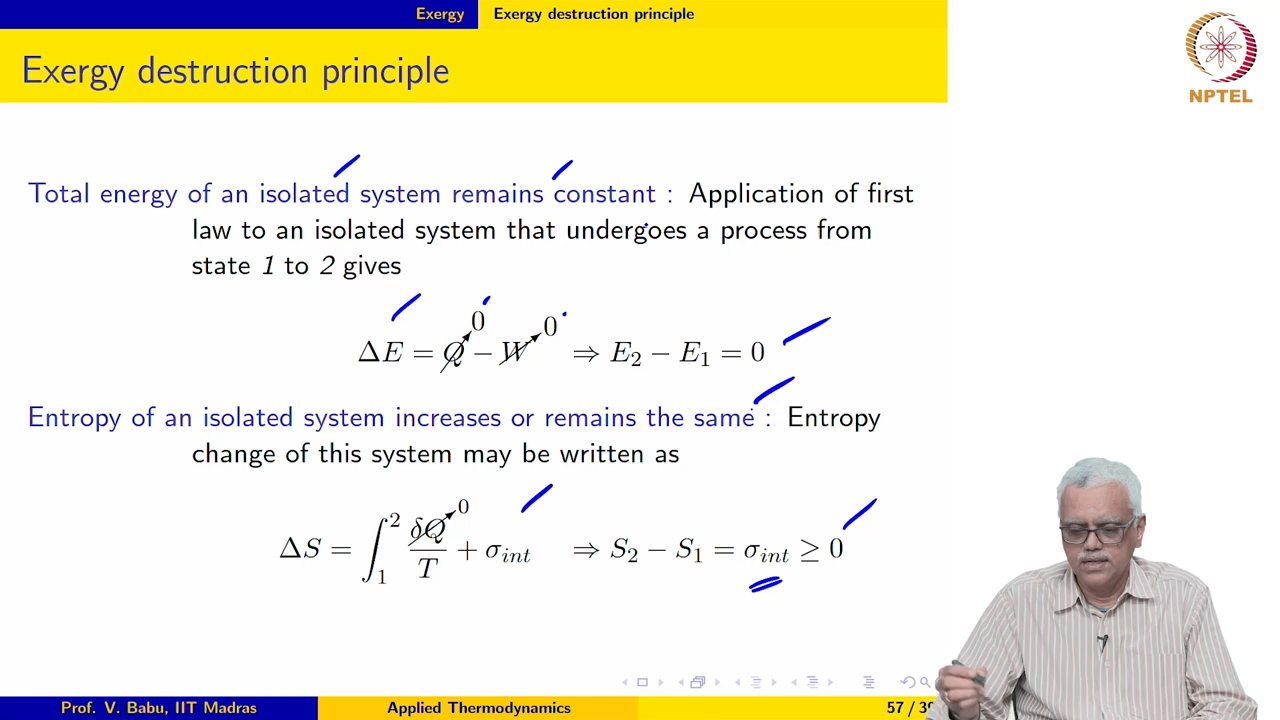 Exergy Exergy destruction principle
Exergy destruction principle
NPTEL
Total energy of an isolated system remains constant : Application of first
law to an isolated system that undergoes a process from
state 1 to 2 gives
ΔE = Q 0 − W 0 ⇒ E₂ − E₁ = 0
Entropy of an isolated system increases or remains the same : Entropy
change of this system may be written as
ΔS = ∫₁² δQ 0 / T + σ_int ⇒ S₂ − S₁ = σ_int ≥ 0
Prof. V. Babu, IIT Madras Applied Thermodynamics 57 /